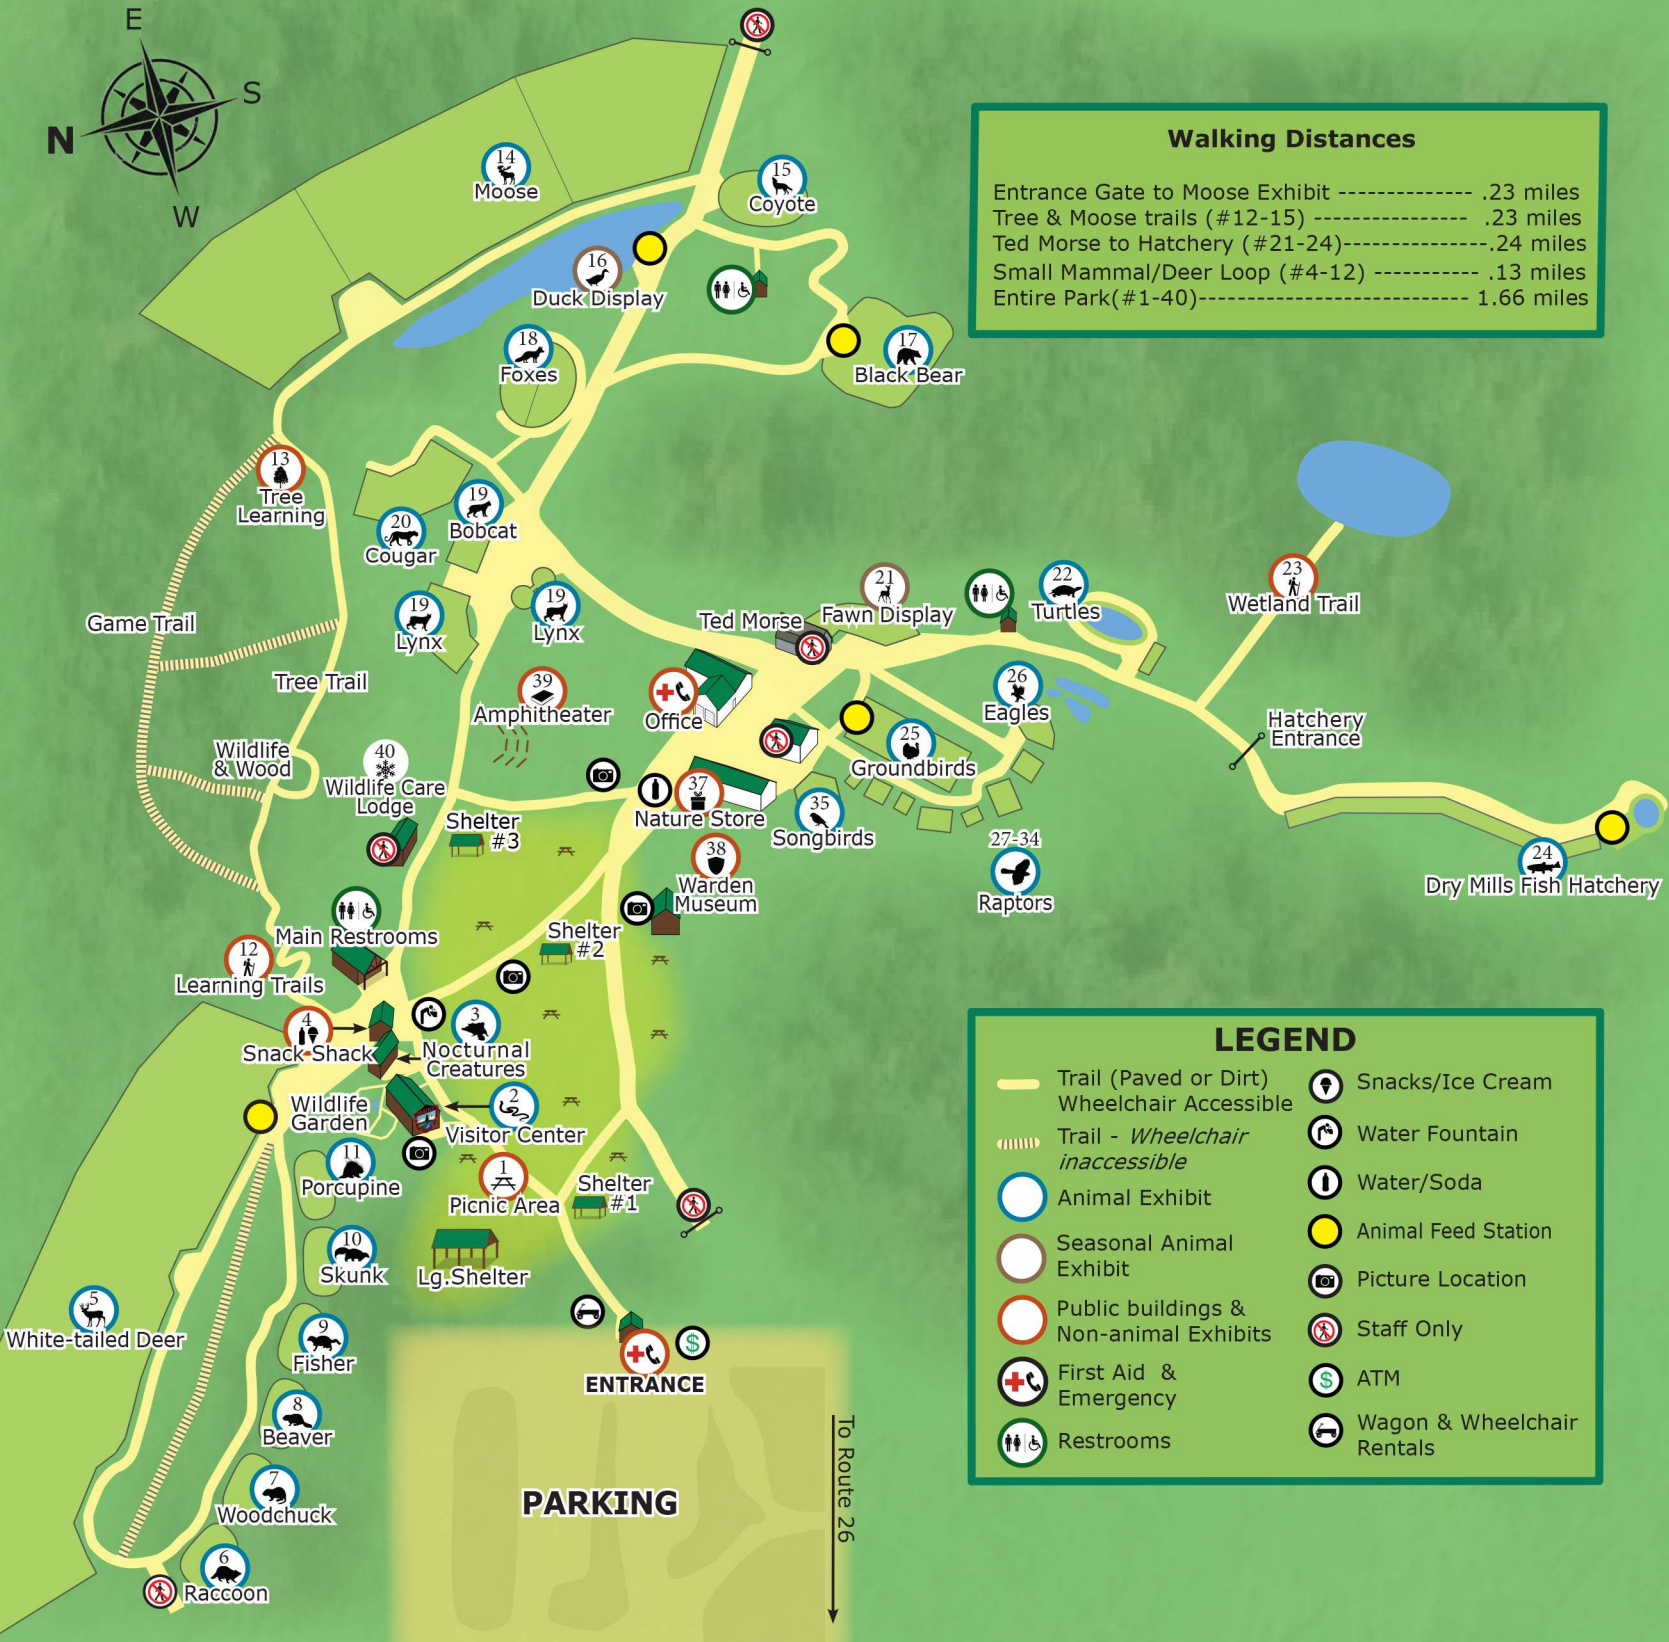 E
S
N
W
Walking Distances
Entrance Gate to Moose Exhibit -------------- .23 miles
Tree & Moose trails (#12-15) ---------------- .23 miles
Ted Morse to Hatchery (#21-24)---------------.24 miles
Small Mammal/Deer Loop (#4-12) ----------- .13 miles
Entire Park(#1-40)---------------------------- 1.66 miles
14
Moose
15
Coyote
16
Duck Display
17
Black Bear
18
Foxes
13
Tree
Learning
19
Bobcat
20
Cougar
19
Lynx
19
Lynx
21
Fawn Display
22
Turtles
23
Wetland Trail
Ted Morse
Game Trail
Tree Trail
39
Amphitheater
Office
26
Eagles
25
Groundbirds
Hatchery
Entrance
Wildlife
& Wood
40
Wildlife Care
Lodge
37
Nature Store
35
Songbirds
Shelter
#3
38
Warden
Museum
27-34
Raptors
24
Dry Mills Fish Hatchery
Main Restrooms
Shelter
#2
12
Learning Trails
4
Snack Shack
3
Nocturnal
Creatures
Wildlife
Garden
2
Visitor Center
11
Porcupine
1
Picnic Area
Shelter
#1
10
Skunk
Lg.Shelter
5
White-tailed Deer
9
Fisher
$
ENTRANCE
8
Beaver
7
Woodchuck
6
Raccoon
PARKING
To Route 26
LEGEND
Trail (Paved or Dirt)
Wheelchair Accessible
Trail - Wheelchair
inaccessible
Animal Exhibit
Seasonal Animal
Exhibit
Public buildings &
Non-animal Exhibits
First Aid &
Emergency
Restrooms
Snacks/Ice Cream
Water Fountain
Water/Soda
Animal Feed Station
Picture Location
Staff Only
$
ATM
Wagon & Wheelchair
Rentals